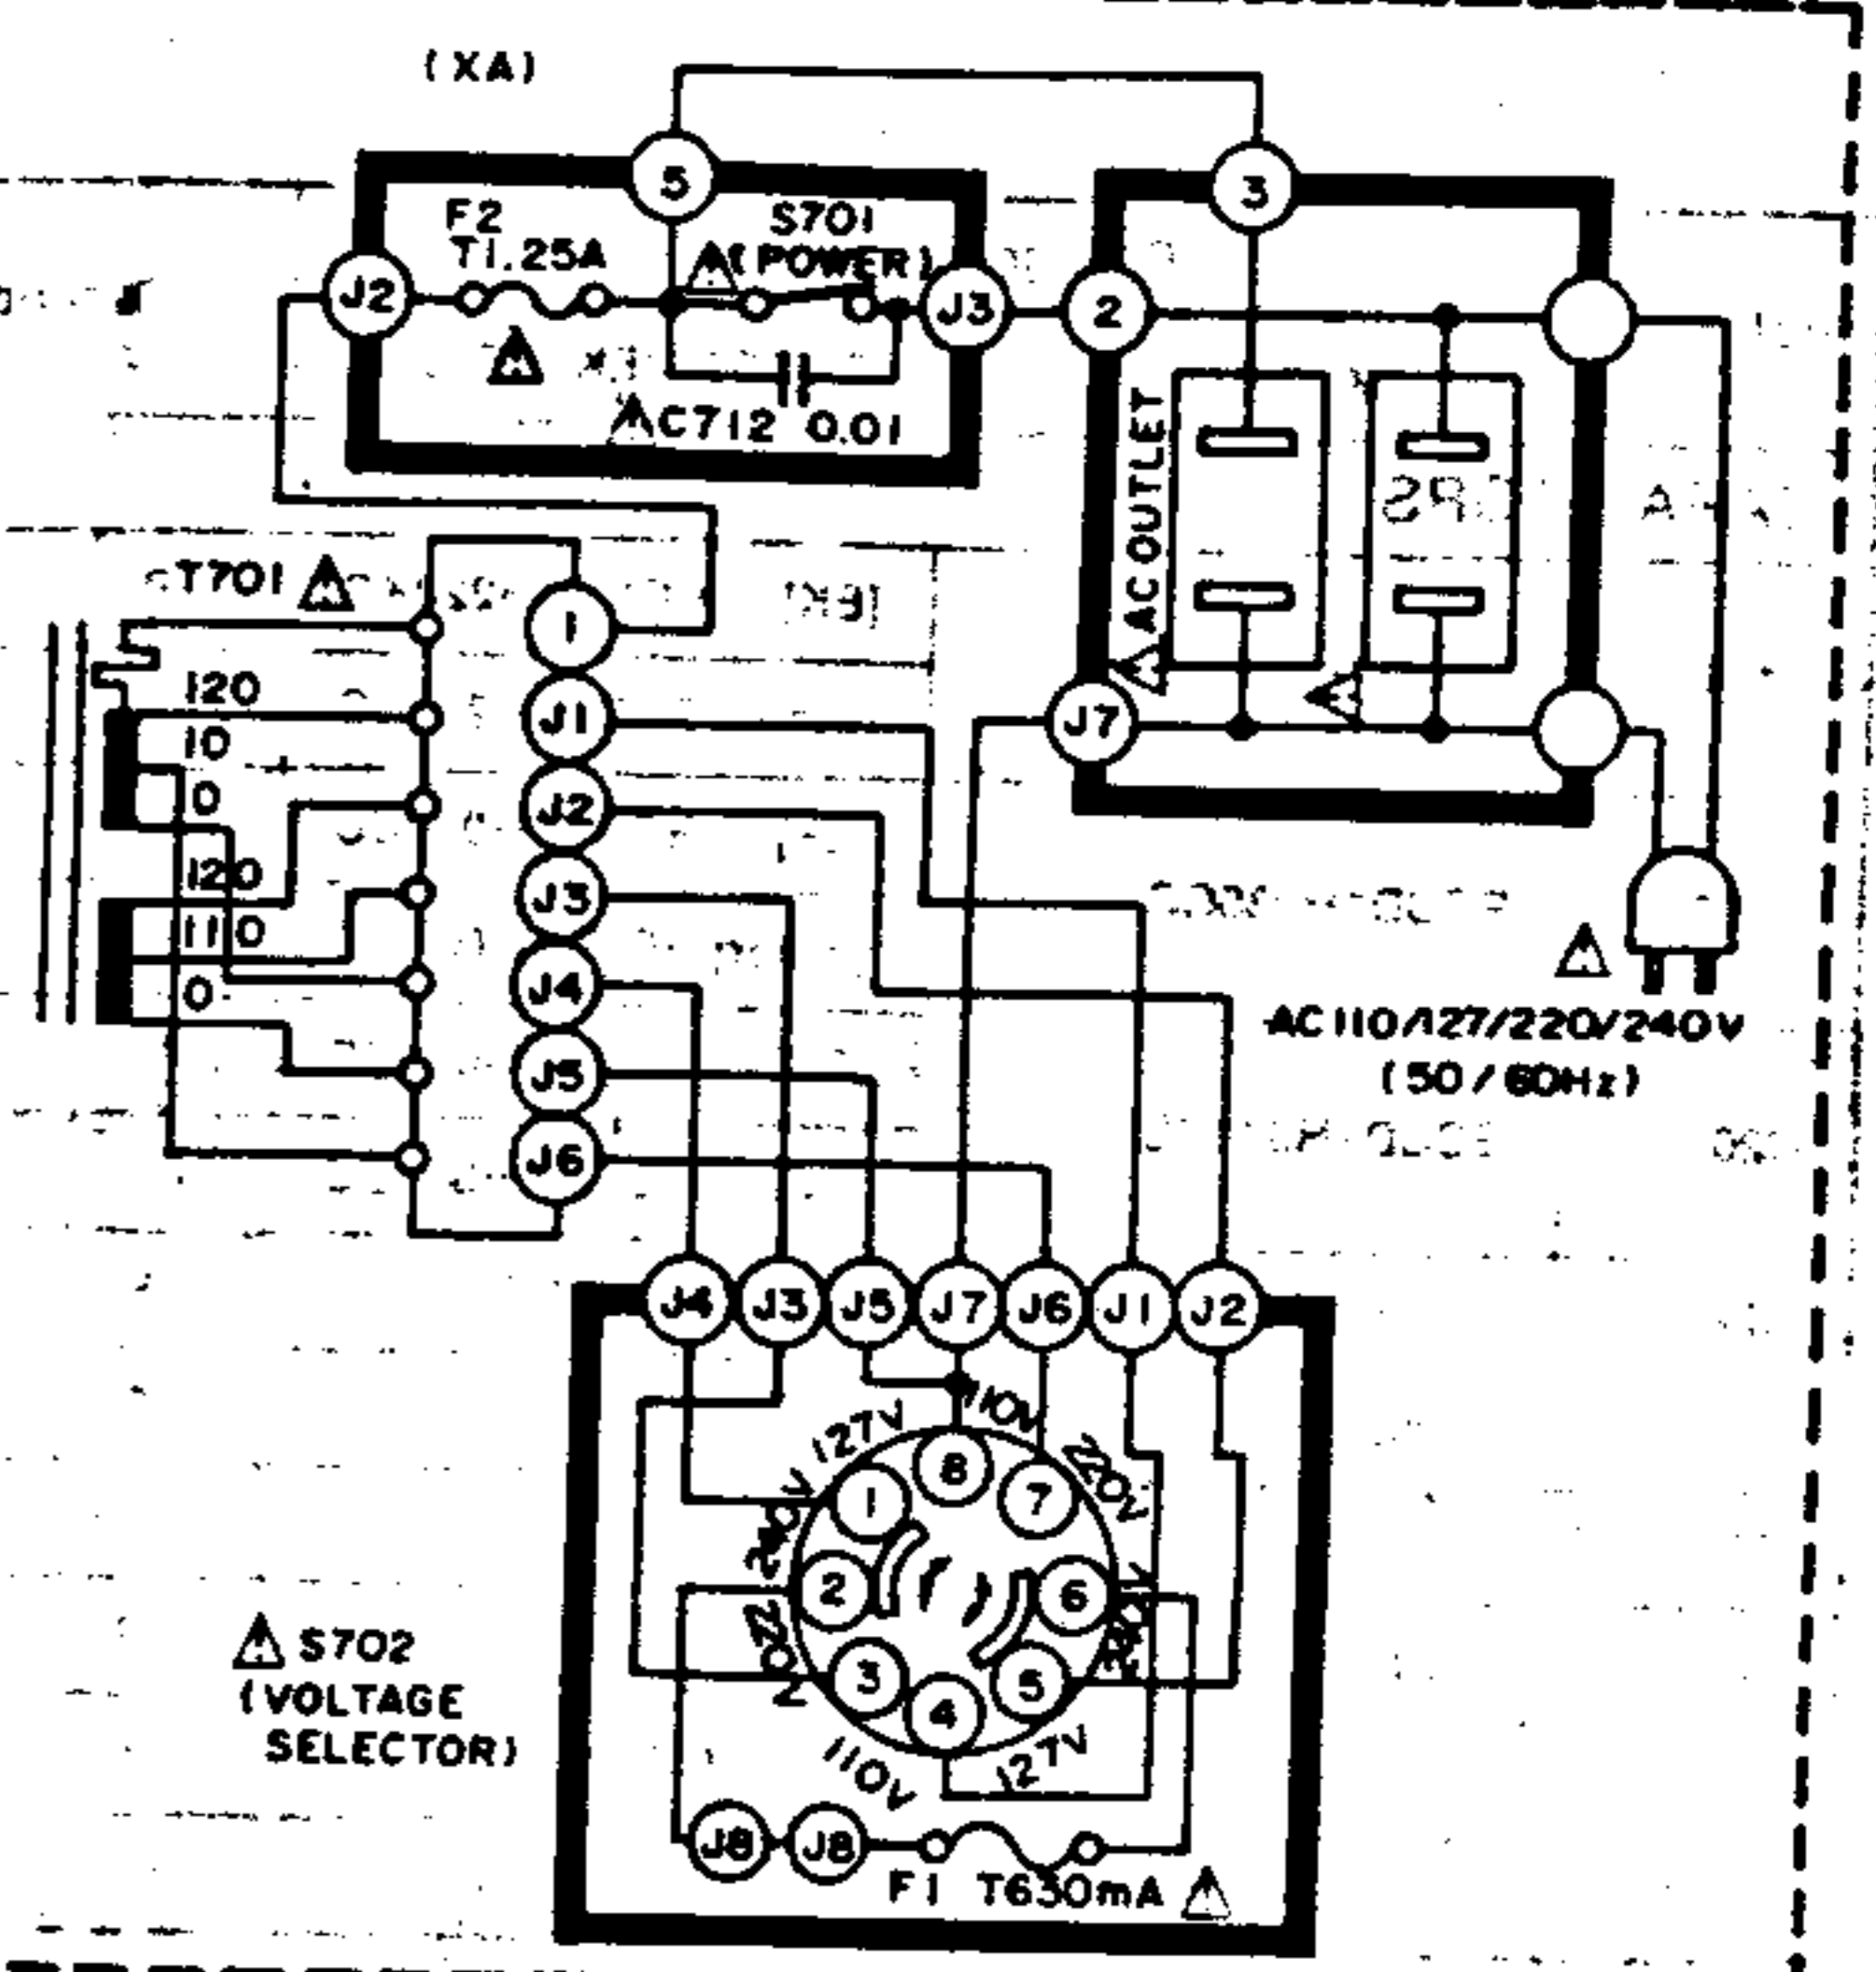 (XA)
5
3
F2
T1.25A
S701
(POWER)
J2
J3
2
C712 0.01
AC OUTLET
T701
1
120
10
0
J1
J7
J2
120
110
0
J3
J4
J5
J6
AC110/127/220/240V
(50/60Hz)
J4 J3 J5 J7 J6 J1 J2
127V
110V
240V
220V
1 8 7
2 6
3 4 5
220V
240V
110V
127V
S702
(VOLTAGE
SELECTOR)
J8 J8
F1 T630mA